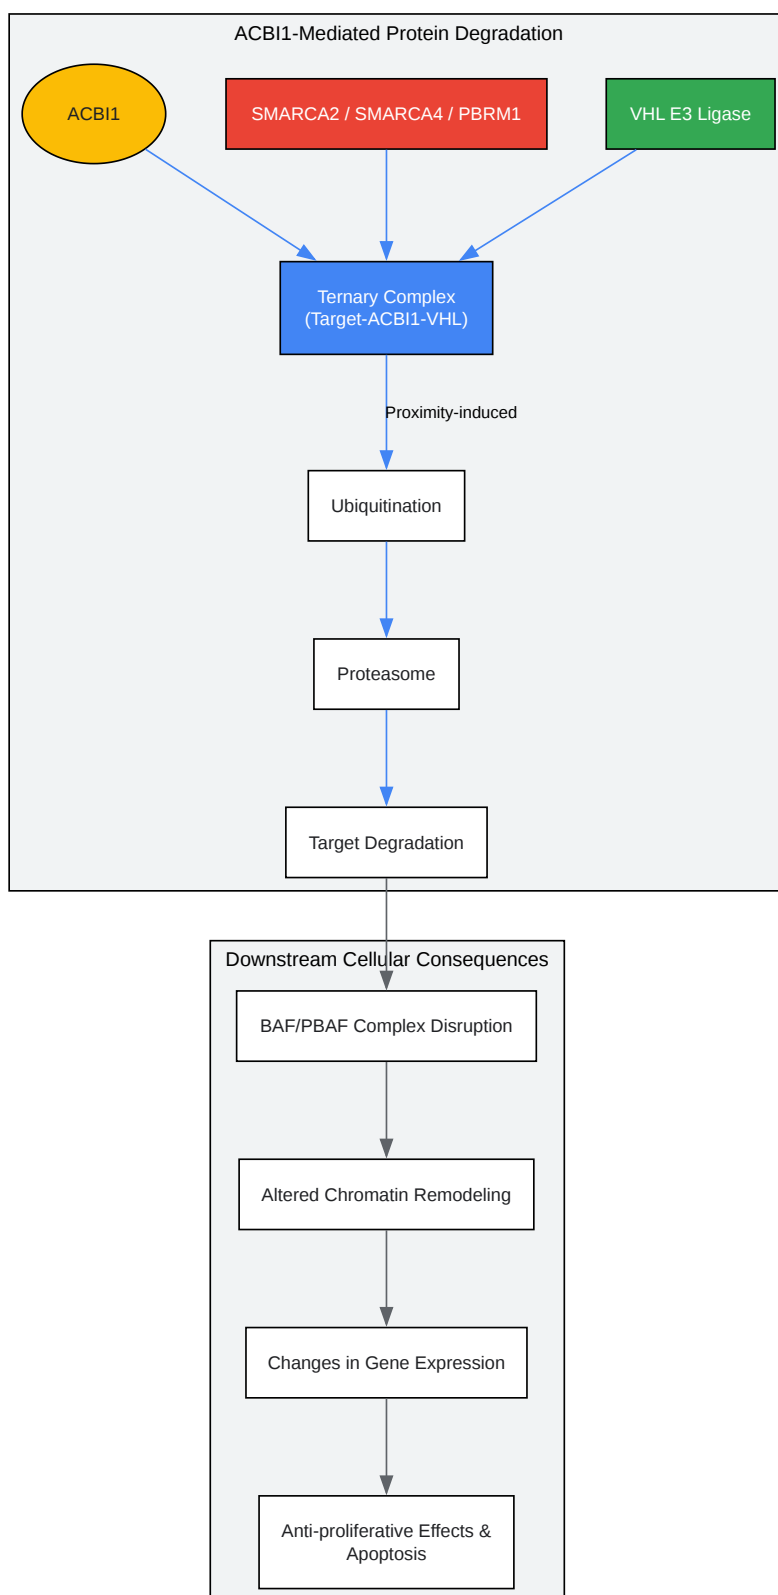 ACBI1-Mediated Protein Degradation
ACBI1
SMARCA2 / SMARCA4 / PBRM1
VHL E3 Ligase
Ternary Complex
(Target-ACBI1-VHL)
Proximity-induced
Ubiquitination
Proteasome
Target Degradation
Downstream Cellular Consequences
BAF/PBAF Complex Disruption
Altered Chromatin Remodeling
Changes in Gene Expression
Anti-proliferative Effects &
Apoptosis